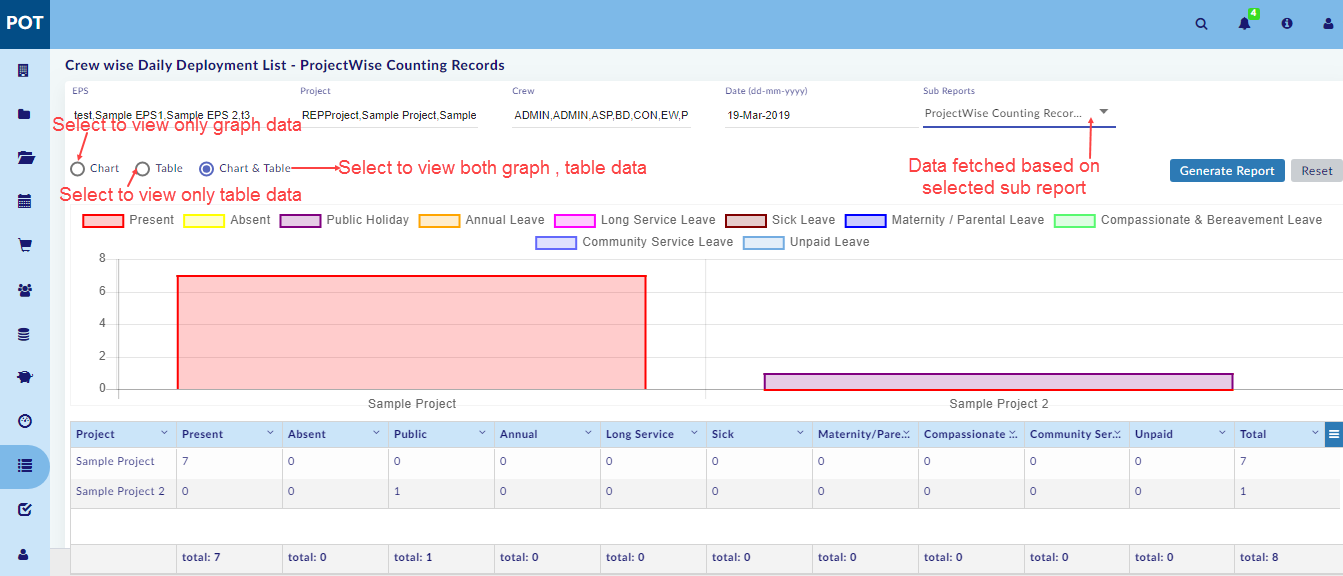 POT
4
Crew wise Daily Deployment List - ProjectWise Counting Records
EPS Project Crew Date (dd-mm-yyyy) Sub Reports
test,Sample EPS1,Sample EPS 2,t3 REPProject,Sample Project,Sample ADMIN,ADMIN,ASP,BD,CON,EW,P 19-Mar-2019 ProjectWise Counting Recor...
Select to view only graph data
Chart Table Chart & Table Select to view both graph , table data Data fetched based on
selected sub report
Generate Report Reset
Select to view only table data
Present Absent Public Holiday Annual Leave Long Service Leave Sick Leave Maternity / Parental Leave Compassionate & Bereavement Leave
Community Service Leave Unpaid Leave
8
6
4
2
0
Sample Project Sample Project 2
Project Present Absent Public Annual Long Service Sick Maternity/Pare... Compassionate ... Community Ser... Unpaid Total
Sample Project 7 0 0 0 0 0 0 0 0 0 7
Sample Project 2 0 0 1 0 0 0 0 0 0 0 1
total: 7 total: 0 total: 1 total: 0 total: 0 total: 0 total: 0 total: 0 total: 0 total: 0 total: 8